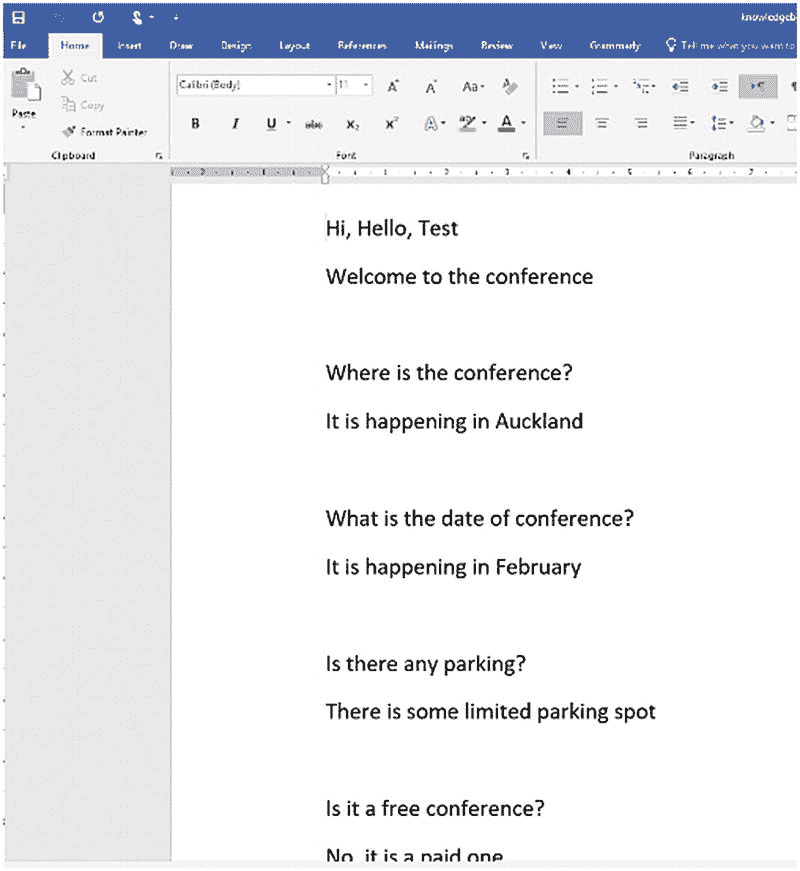 knowledgeb
File Home Insert Draw Design Layout References Mailings Review View Grammarly Tell me what you want to
Calibri (Body) 11
Cut
Copy
Paste
Format Painter
Clipboard Font Paragraph
Hi, Hello, Test
Welcome to the conference
Where is the conference?
It is happening in Auckland
What is the date of conference?
It is happening in February
Is there any parking?
There is some limited parking spot
Is it a free conference?
No, it is a paid one